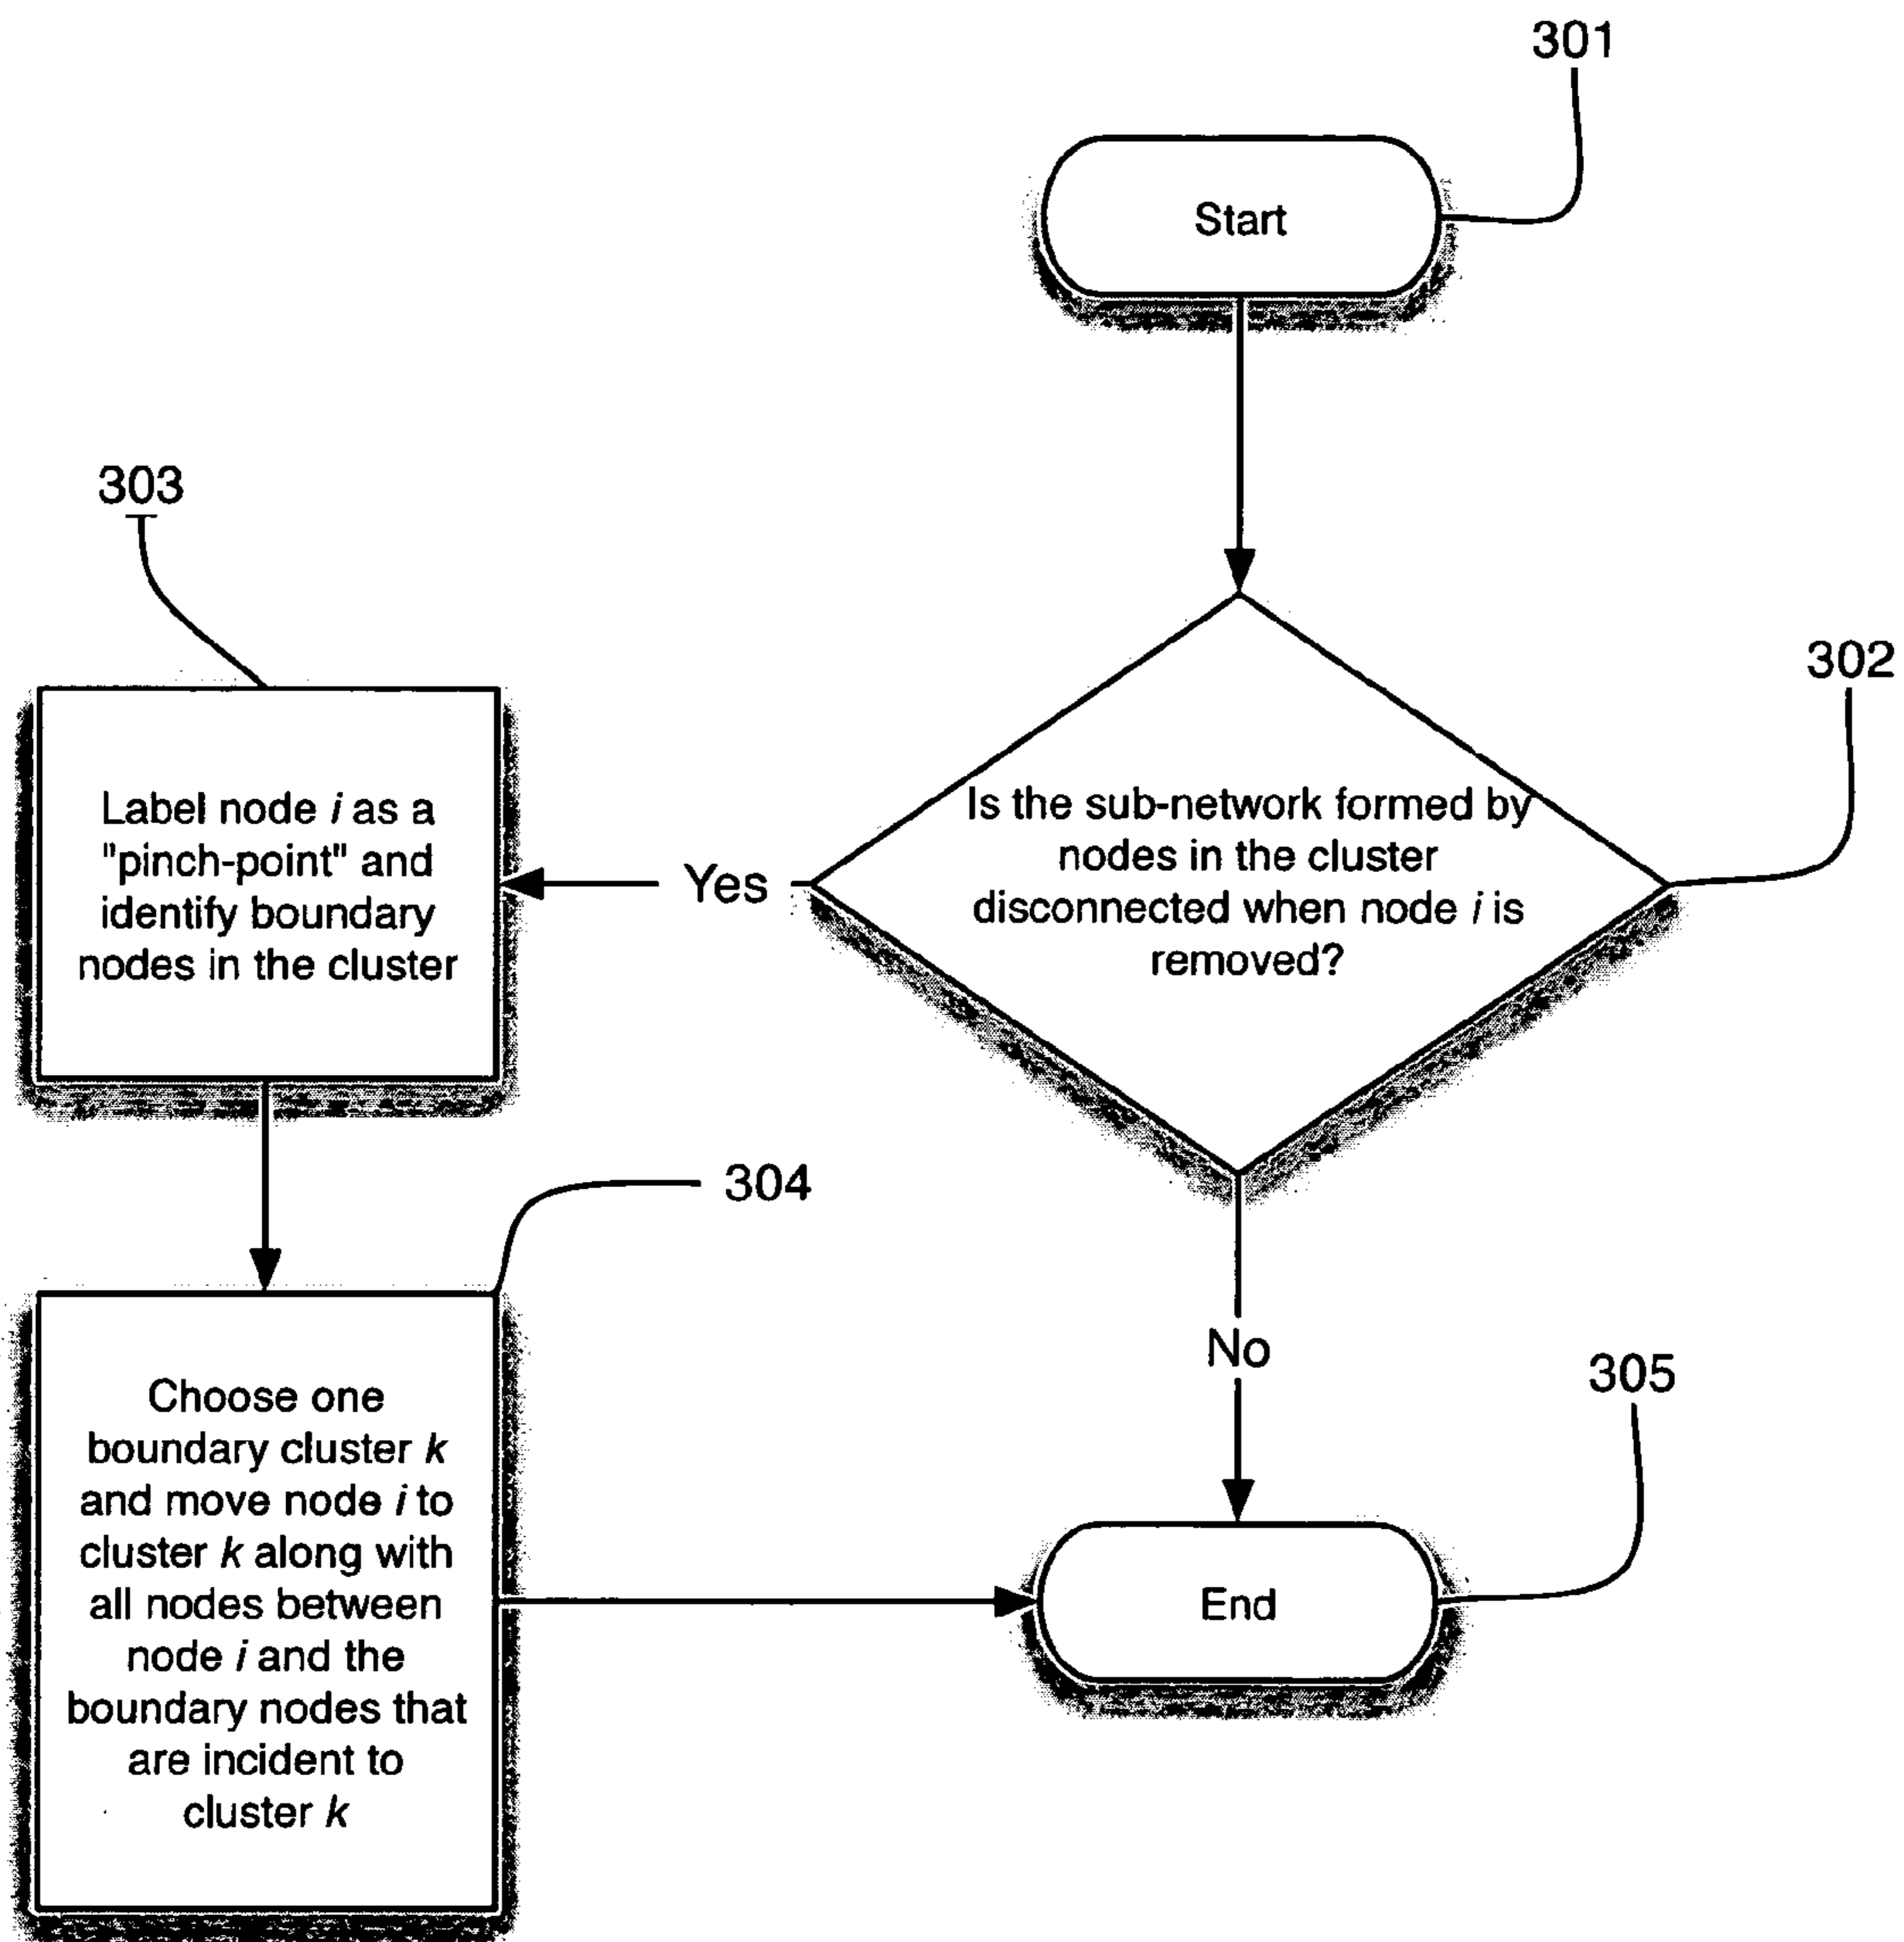 301
Start
303
302
Label node i as a
"pinch-point" and
identify boundary
nodes in the cluster
Yes
Is the sub-network formed by
nodes in the cluster
disconnected when node i is
removed?
304
No
305
Choose one
boundary cluster k
and move node i to
cluster k along with
all nodes between
node i and the
boundary nodes that
are incident to
cluster k
End